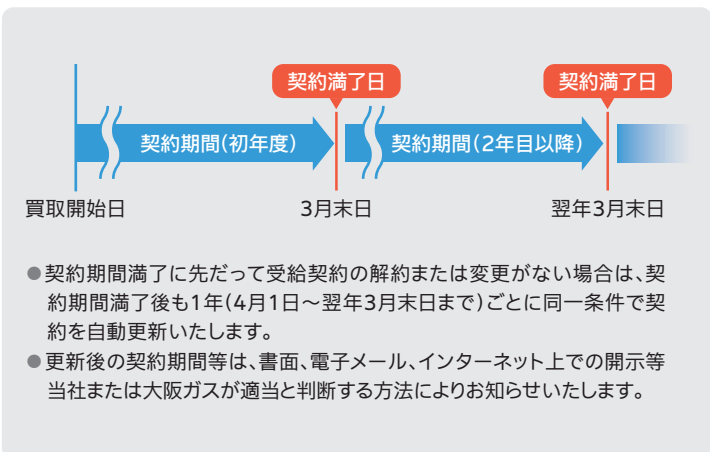 契約満了日 契約満了日
契約期間(初年度) 契約期間(2年目以降)
買取開始日 3月末日 翌年3月末日
●契約期間満了に先だって受給契約の解約または変更がない場合は、契
約期間満了後も1年(4月1日～翌年3月末日まで)ごとに同一条件で契
約を自動更新いたします。
●更新後の契約期間等は、書面、電子メール、インターネット上での開示等
当社または大阪ガスが適当と判断する方法によりお知らせいたします。